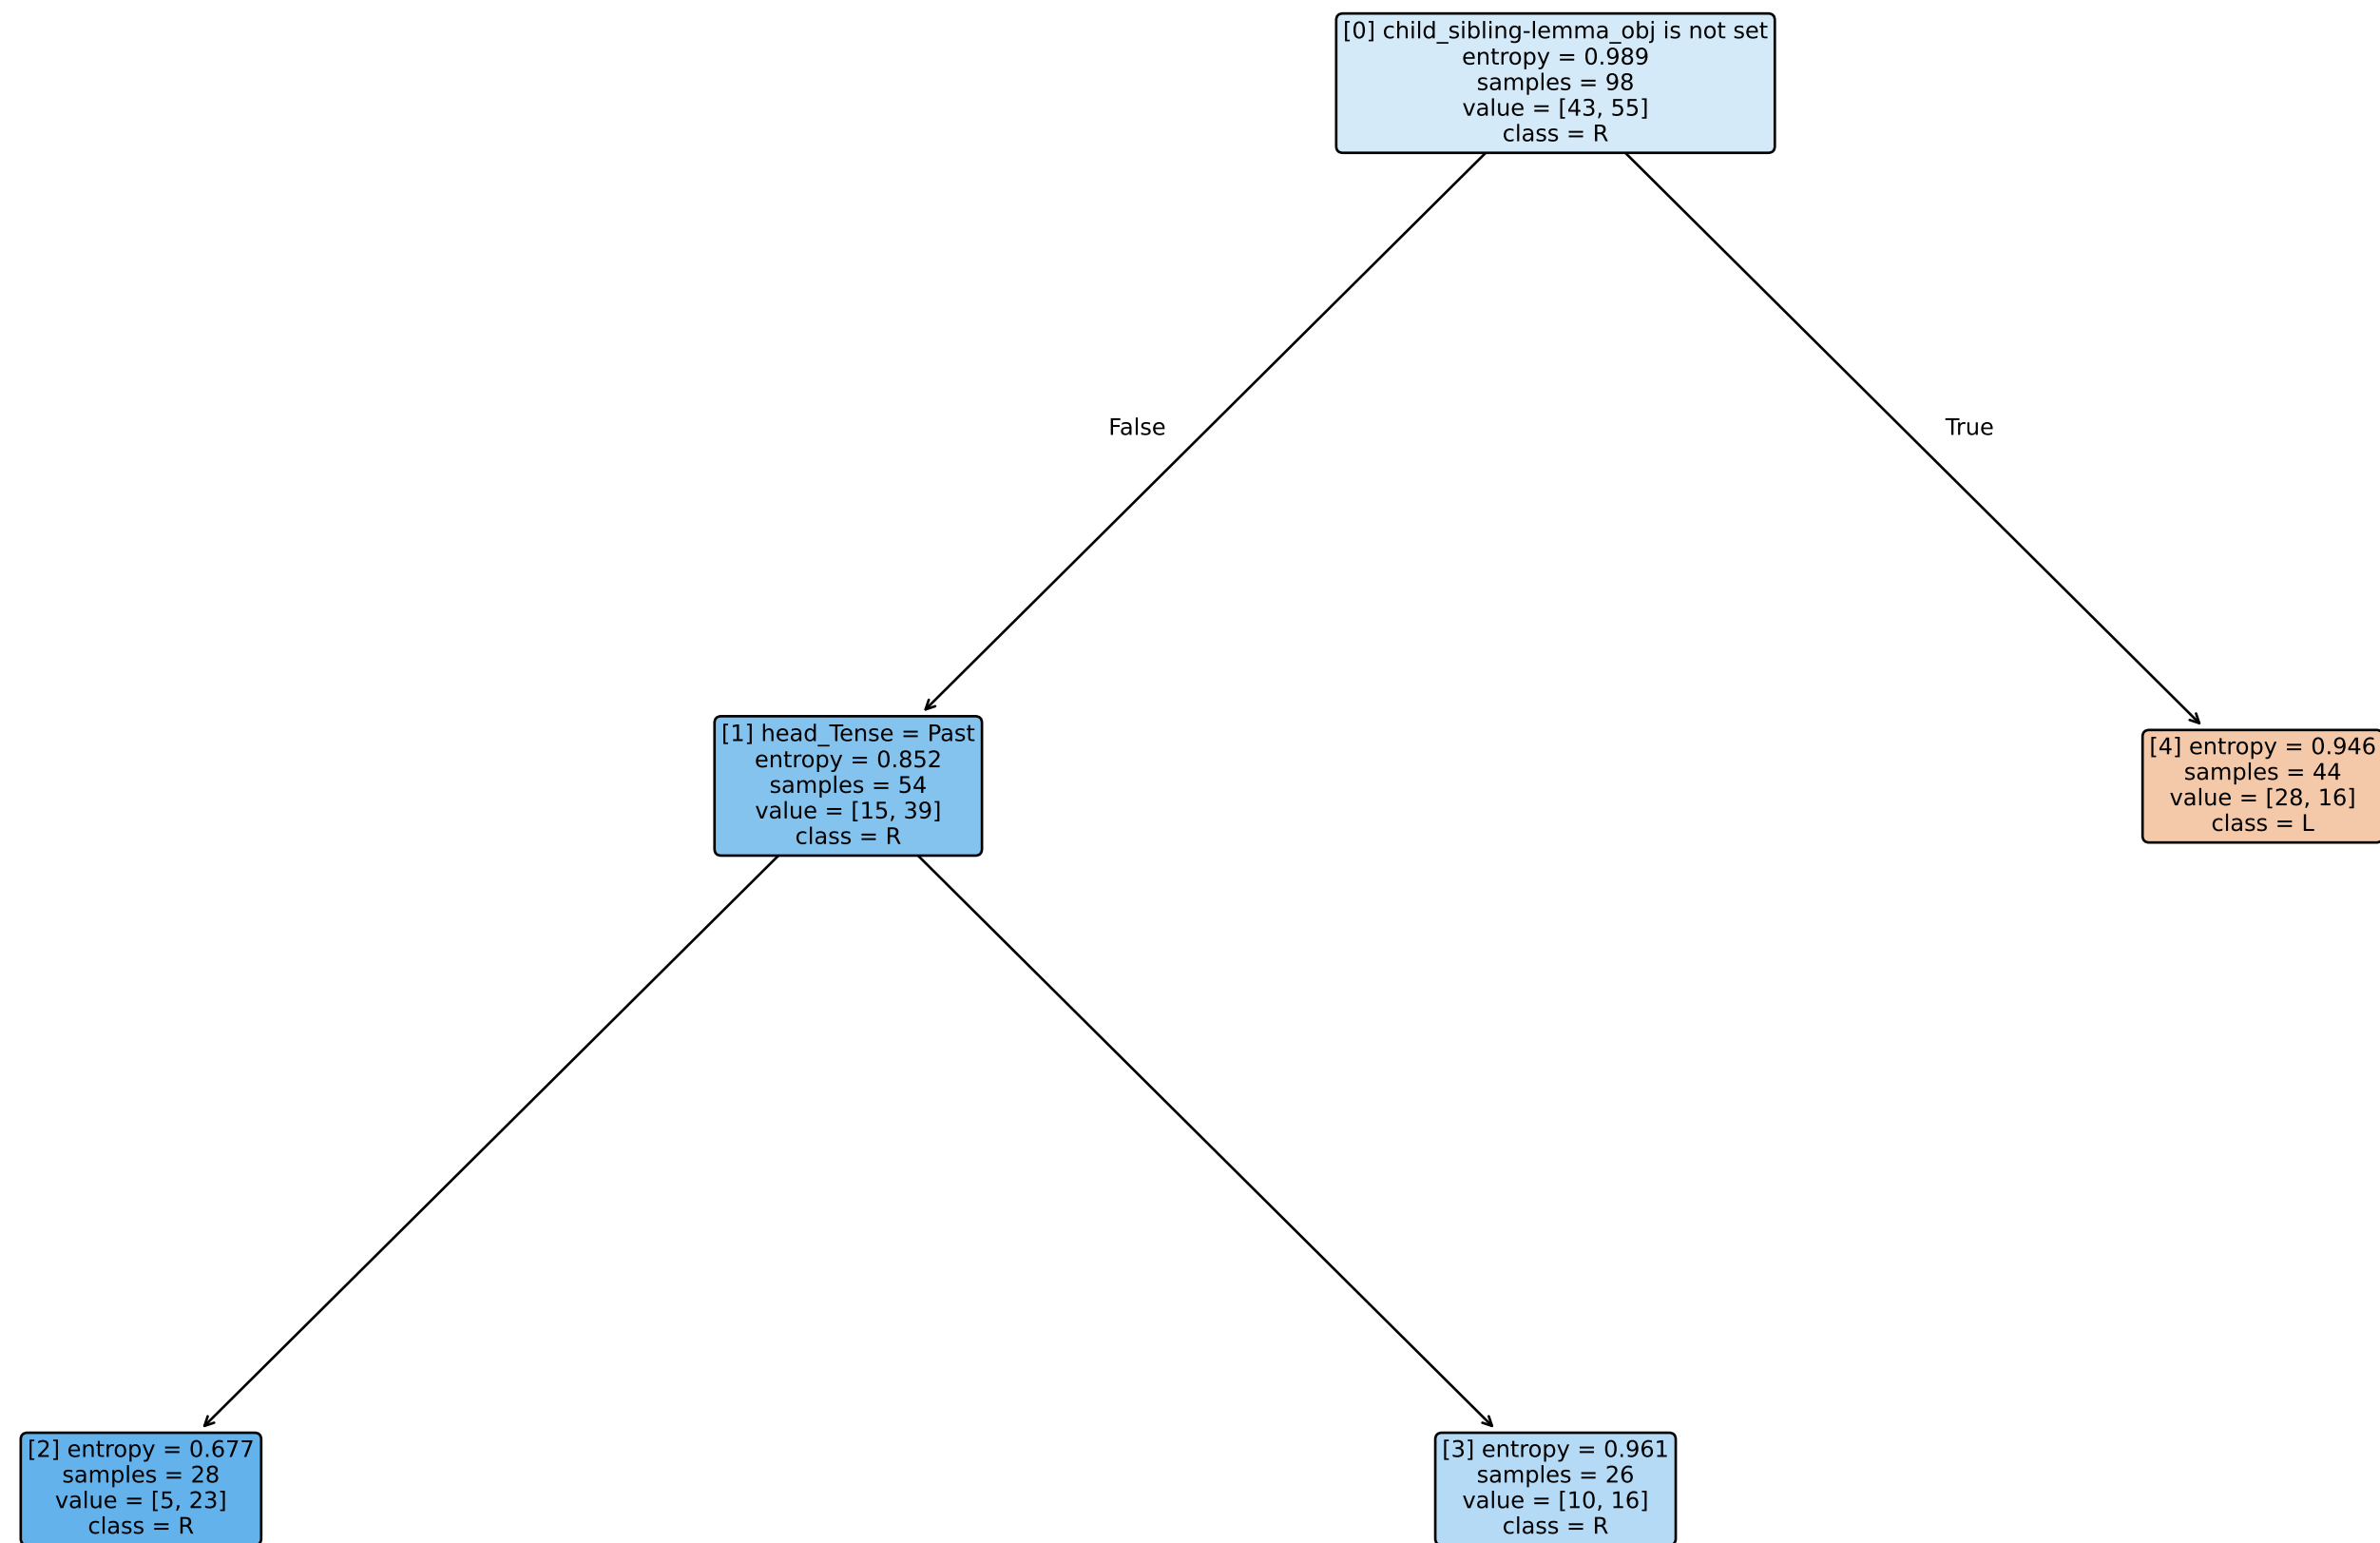 [0] child_sibling-lemma_obj is not set
entropy = 0.989
samples = 98
value = [43, 55]
class = R
False
True
[1] head_Tense = Past
entropy = 0.852
samples = 54
value = [15, 39]
class = R
[4] entropy = 0.946
samples = 44
value = [28, 16]
class = L
[2] entropy = 0.677
samples = 28
value = [5, 23]
class = R
[3] entropy = 0.961
samples = 26
value = [10, 16]
class = R